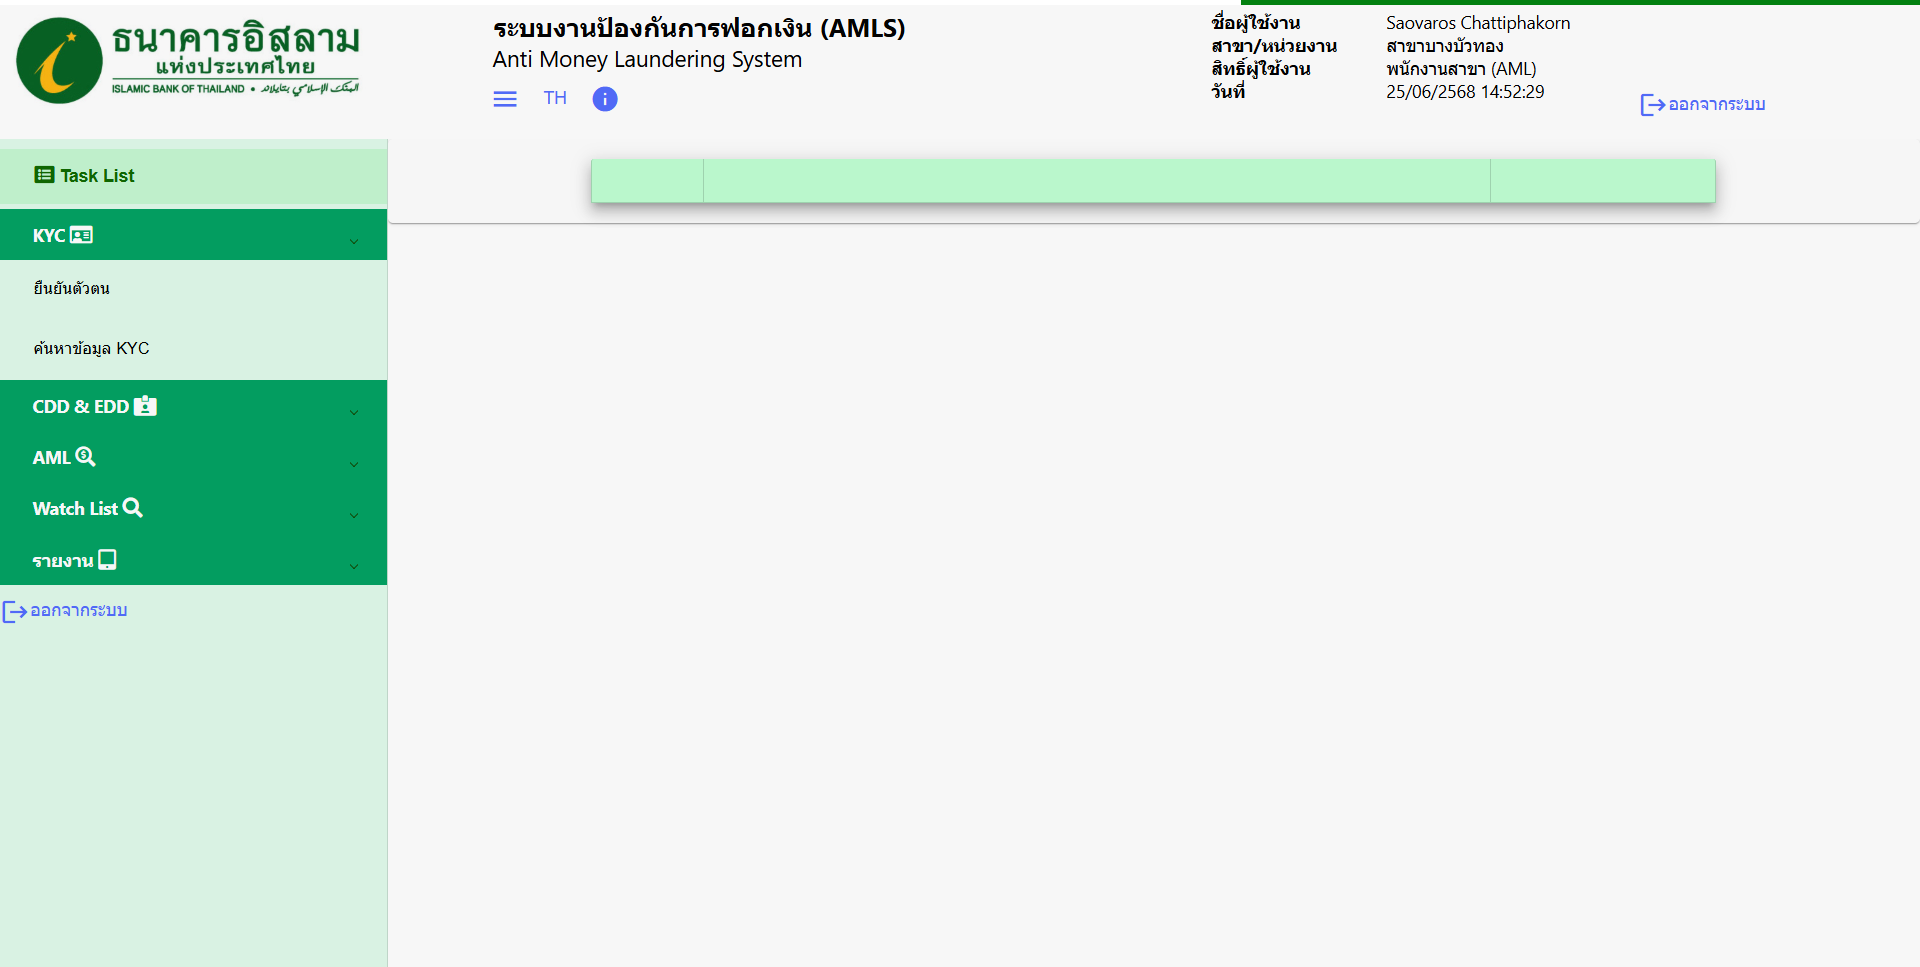 ธนาคารอิสลาม
แห่งประเทศไทย
ISLAMIC BANK OF THAILAND •
ระบบงานป้องกันการฟอกเงิน (AMLS)
Anti Money Laundering System
TH
ชื่อผู้ใช้งาน Saovaros Chattiphakorn
สาขา/หน่วยงาน สาขาบางบัวทอง
สิทธิ์ผู้ใช้งาน พนักงานสาขา (AML)
วันที่ 25/06/2568 14:52:29
ออกจากระบบ
Task List
KYC
ยืนยันตัวตน
ค้นหาข้อมูล KYC
CDD & EDD
AML
Watch List
รายงาน
ออกจากระบบ